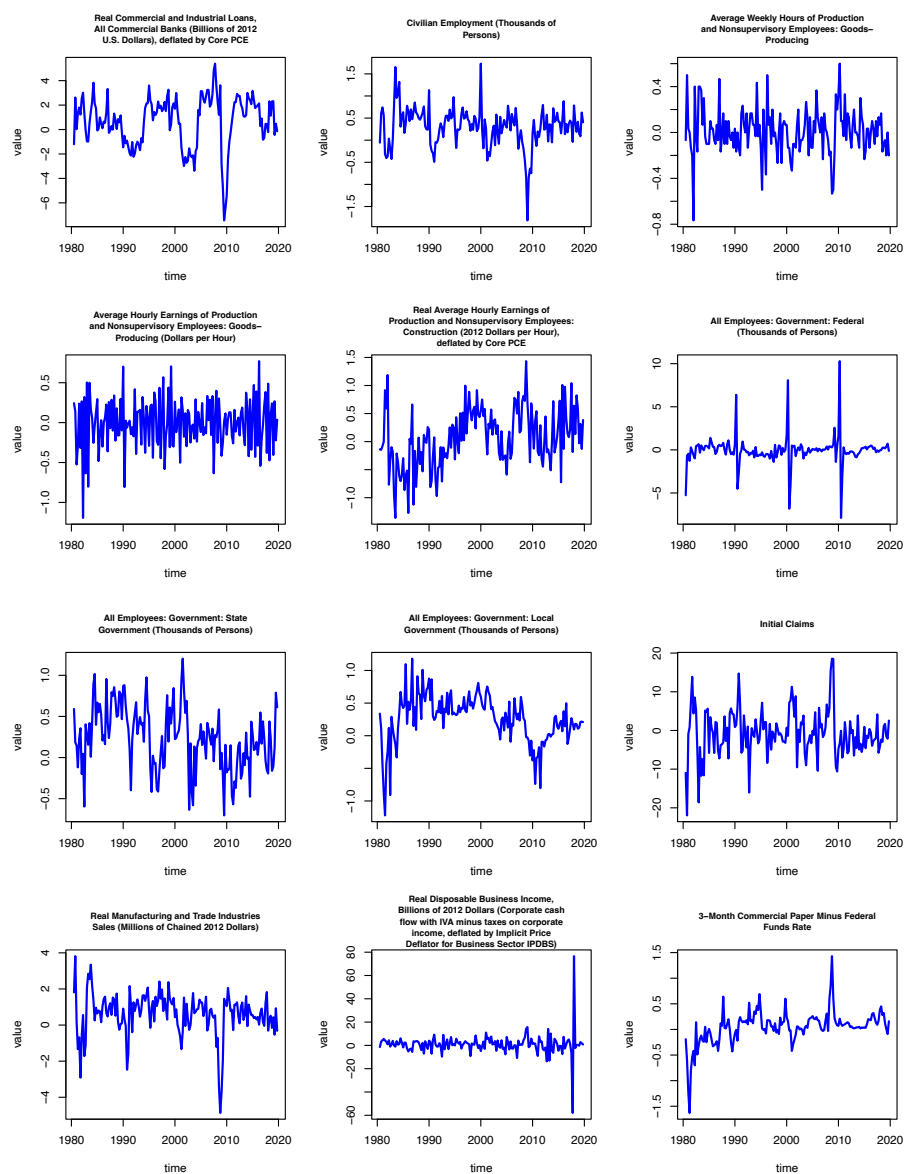 Real Commercial and Industrial Loans,
All Commercial Banks (Billions of 2012
U.S. Dollars), deflated by Core PCE
value
4
2
0
−2
−4
−6
1980 1990 2000 2010 2020
time
Civilian Employment (Thousands of
Persons)
value
1.5
0.5
−0.5
−1.5
1980 1990 2000 2010 2020
time
Average Weekly Hours of Production
and Nonsupervisory Employees: Goods−
Producing
value
0.4
0.0
−0.4
−0.8
1980 1990 2000 2010 2020
time
Average Hourly Earnings of Production
and Nonsupervisory Employees: Goods−
Producing (Dollars per Hour)
value
0.5
0.0
−0.5
−1.0
1980 1990 2000 2010 2020
time
Real Average Hourly Earnings of
Production and Nonsupervisory Employees:
Construction (2012 Dollars per Hour),
deflated by Core PCE
value
1.5
1.0
0.5
0.0
−1.0
1980 1990 2000 2010 2020
time
All Employees: Government: Federal
(Thousands of Persons)
value
10
5
0
−5
1980 1990 2000 2010 2020
time
All Employees: Government: State
Government (Thousands of Persons)
value
1.0
0.5
0.0
−0.5
1980 1990 2000 2010 2020
time
All Employees: Government: Local
Government (Thousands of Persons)
value
1.0
0.5
0.0
−1.0
1980 1990 2000 2010 2020
time
Initial Claims
value
20
10
0
−10
−20
1980 1990 2000 2010 2020
time
Real Manufacturing and Trade Industries
Sales (Millions of Chained 2012 Dollars)
value
4
2
0
−2
−4
1980 1990 2000 2010 2020
time
Real Disposable Business Income,
Billions of 2012 Dollars (Corporate cash
flow with IVA minus taxes on corporate
income, deflated by Implicit Price
Deflator for Business Sector IPDBS)
value
80
60
40
20
0
−20
−60
1980 1990 2000 2010 2020
time
3−Month Commercial Paper Minus Federal
Funds Rate
value
1.5
0.5
−0.5
−1.5
1980 1990 2000 2010 2020
time